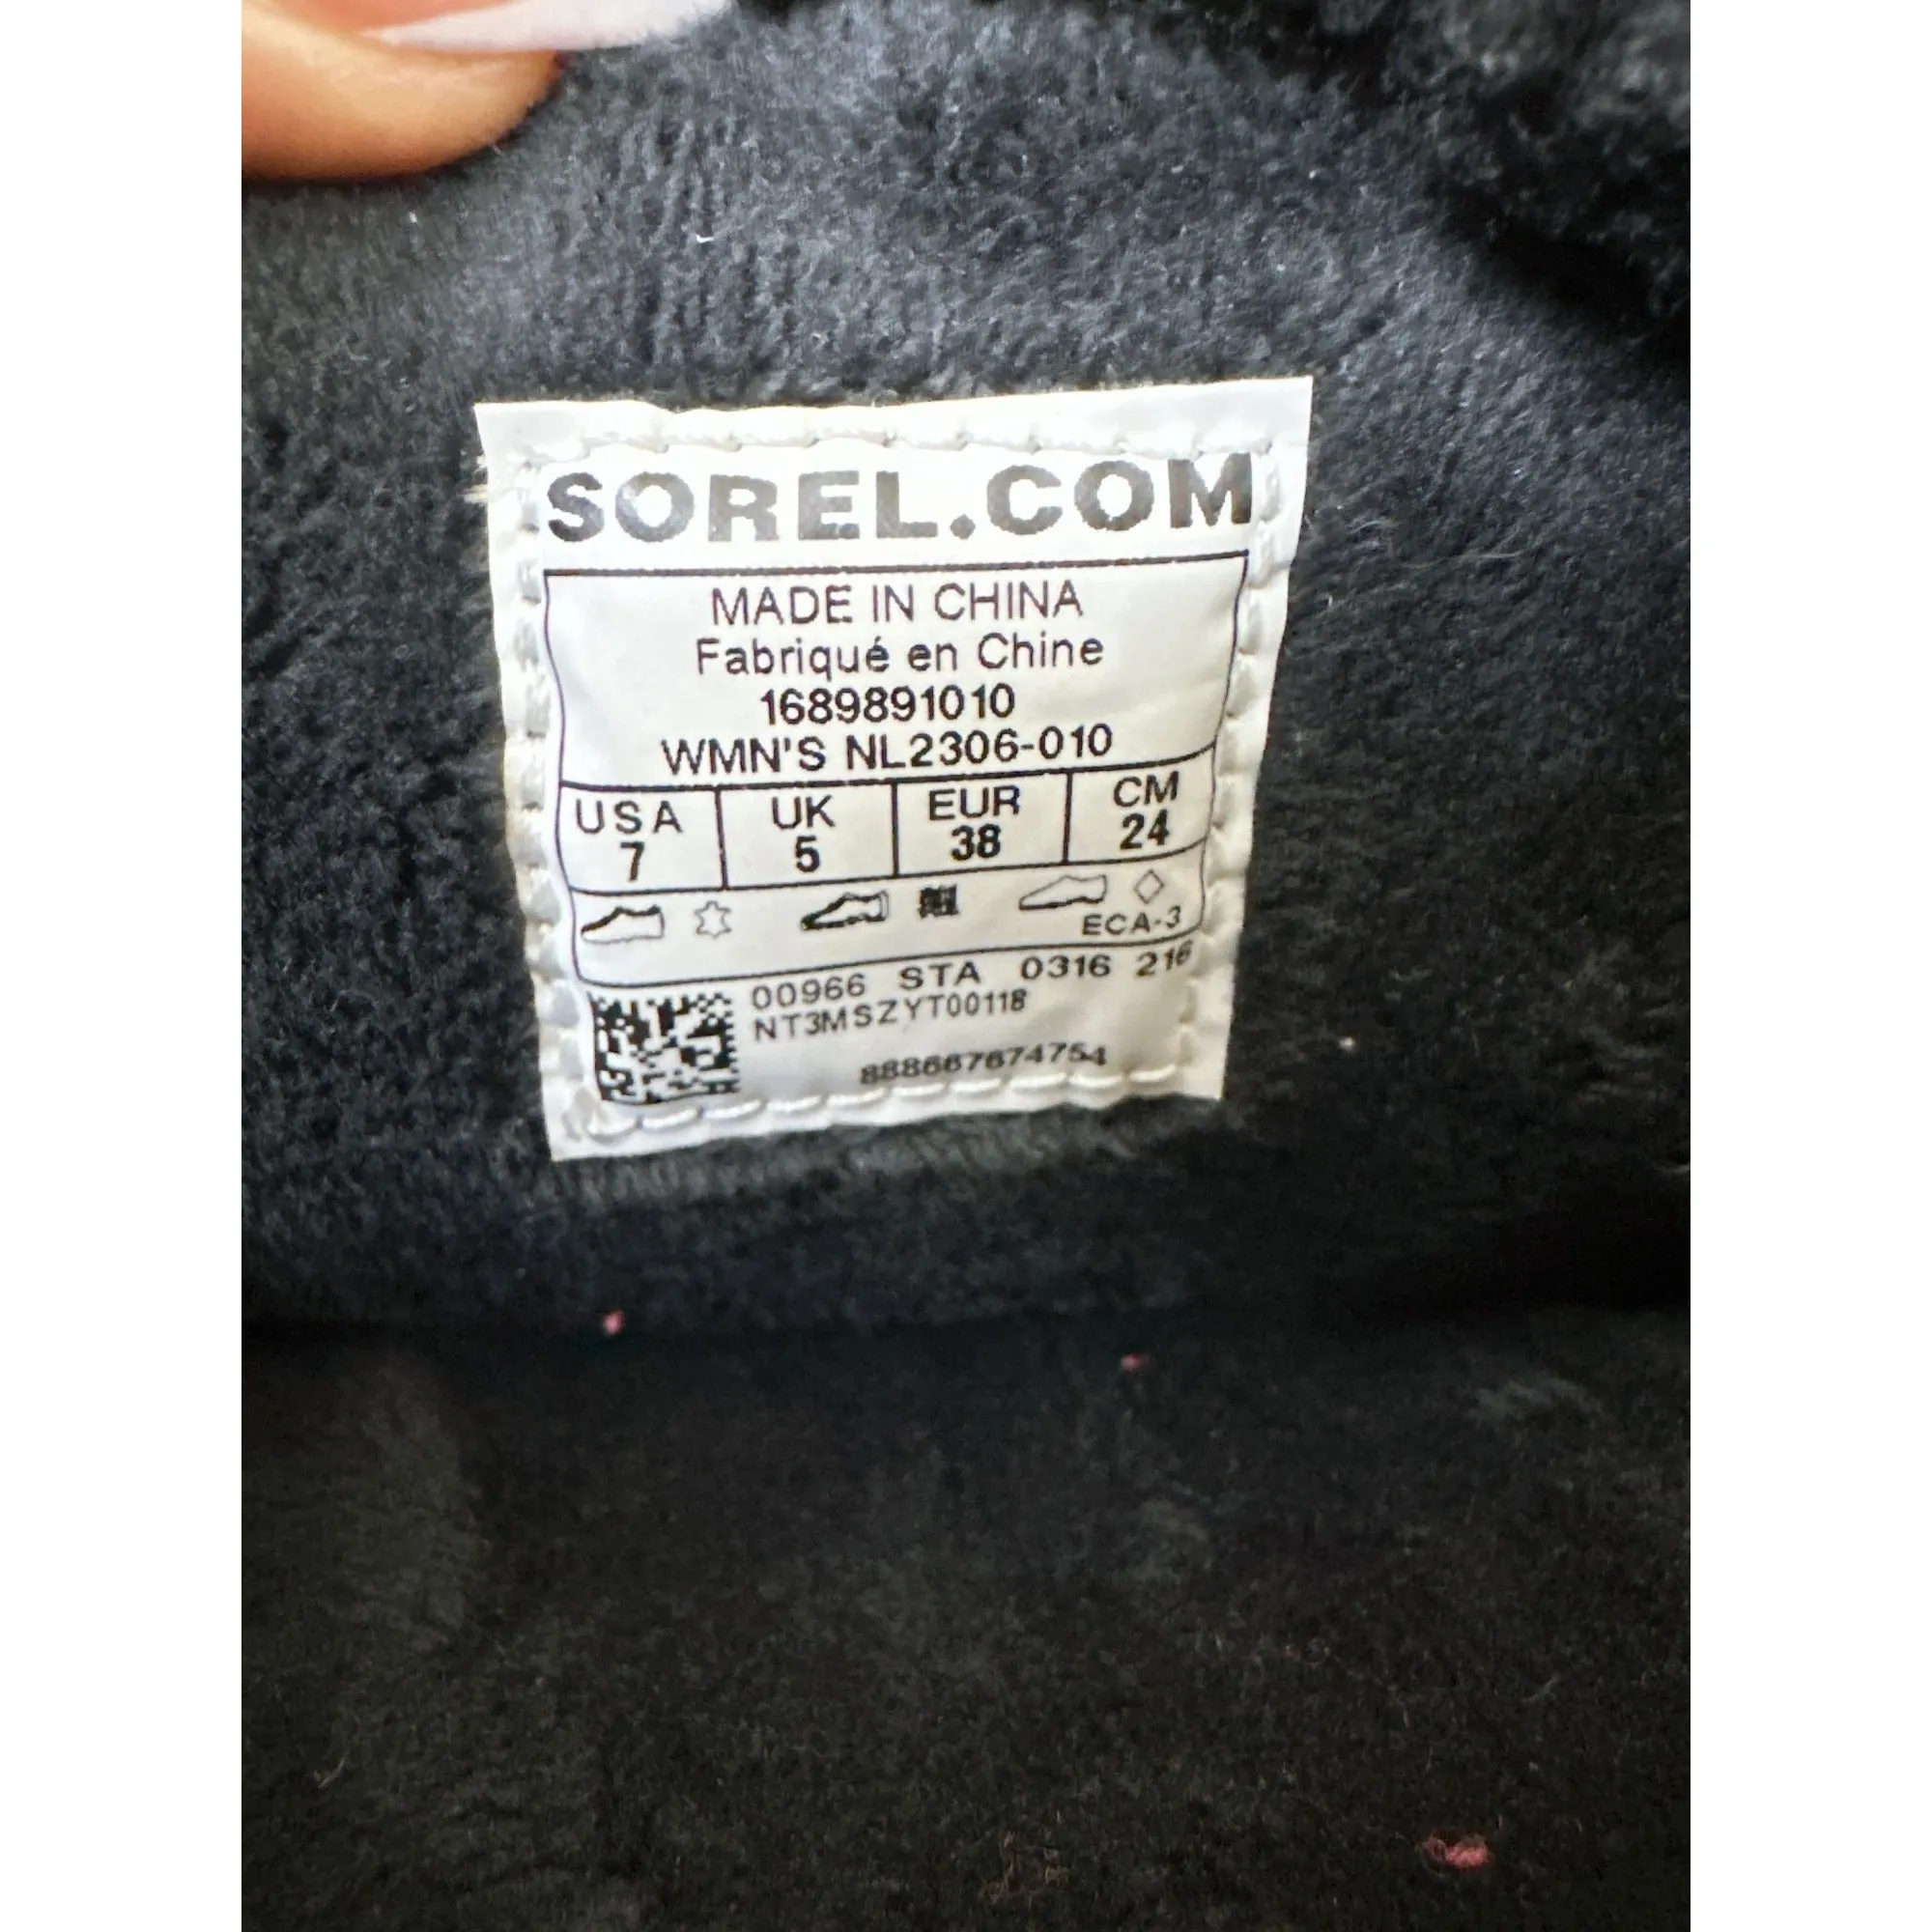 SOREL.COM
MADE IN CHINA
Fabriqué en Chine
1689891010
WMN'S NL2306-010
USA UK EUR CM
7 5 38 24
ECA-3
00966 STA 0316 216
NT3MSZYT00118
888667674754